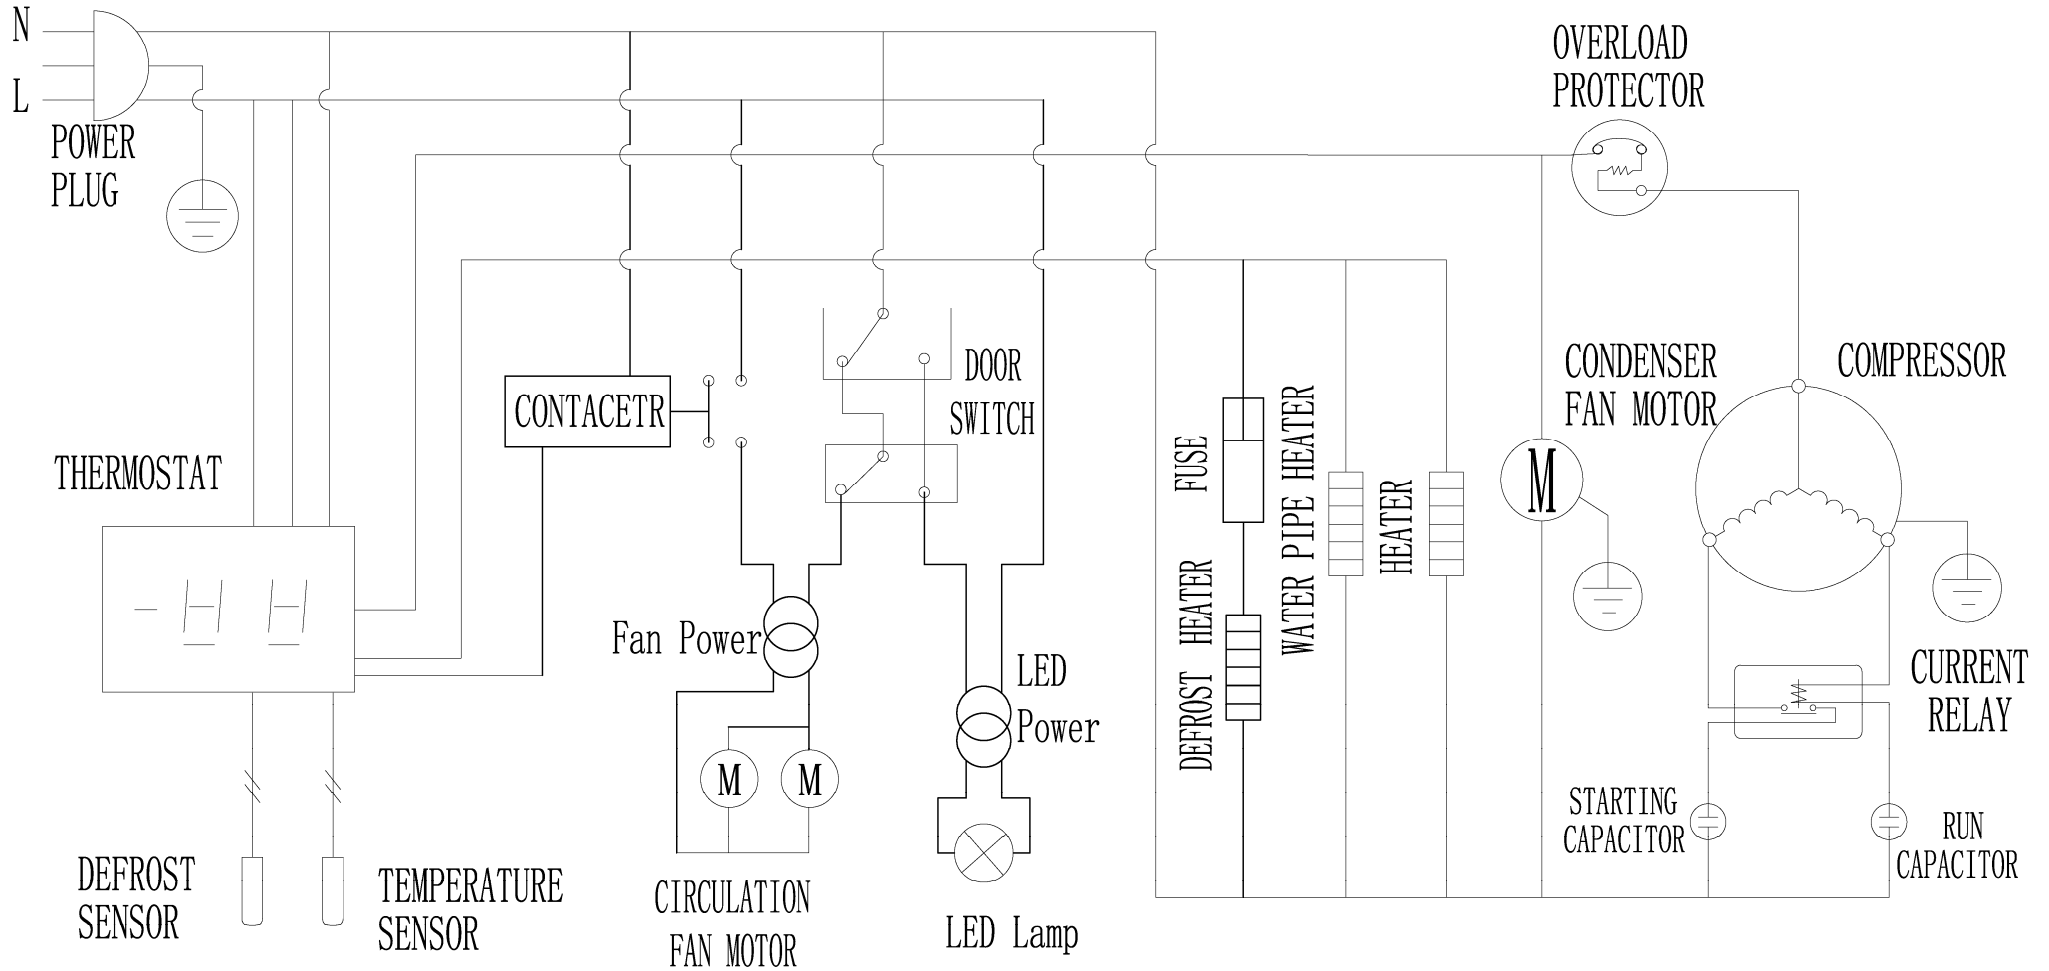 N
L
POWER
PLUG
OVERLOAD
PROTECTOR
THERMOSTAT
CONTACETR
DOOR
SWITCH
FUSE
DEFROST HEATER
WATER PIPE HEATER
HEATER
CONDENSER
FAN MOTOR
M
COMPRESSOR
Fan Power
LED
Power
M
M
CURRENT
RELAY
STARTING
CAPACITOR
RUN
CAPACITOR
DEFROST
SENSOR
TEMPERATURE
SENSOR
CIRCULATION
FAN MOTOR
LED Lamp